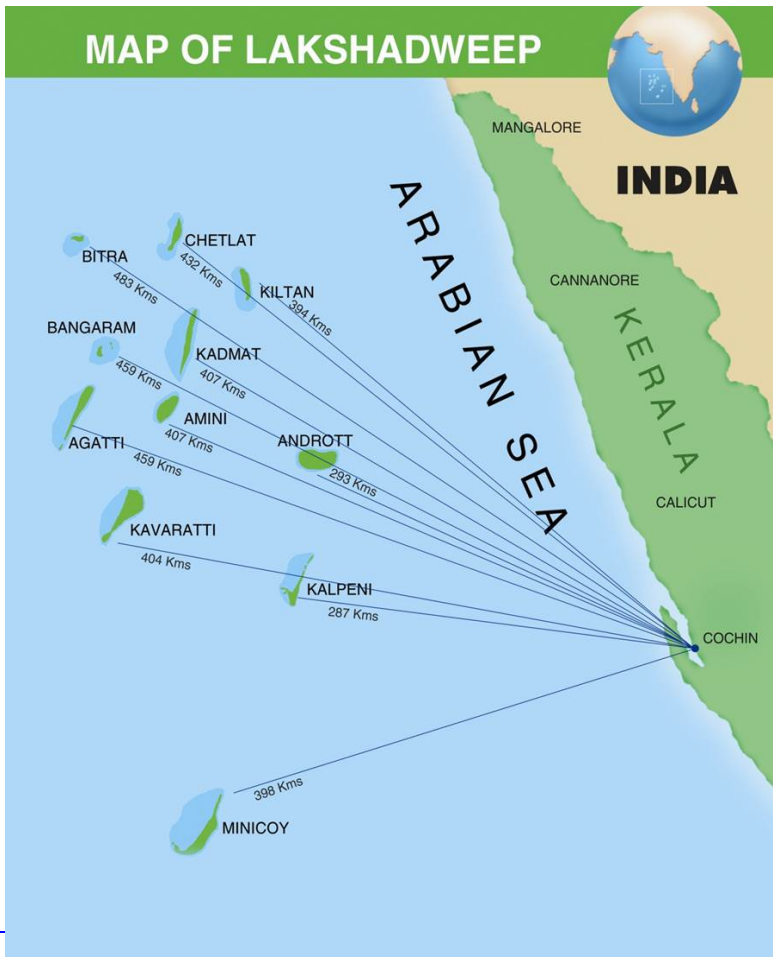 MAP OF LAKSHADWEEP
MANGALORE
INDIA
ARABIAN SEA
CHETLAT
432 Kms
BITRA
483 Kms
KILTAN
394 Kms
CANNANORE
KERALA
BANGARAM
459 Kms
KADMAT
407 Kms
AMINI
407 Kms
AGATTI
459 Kms
ANDROTT
293 Kms
CALICUT
KAVARATTI
404 Kms
KALPENI
287 Kms
COCHIN
398 Kms
MINICOY